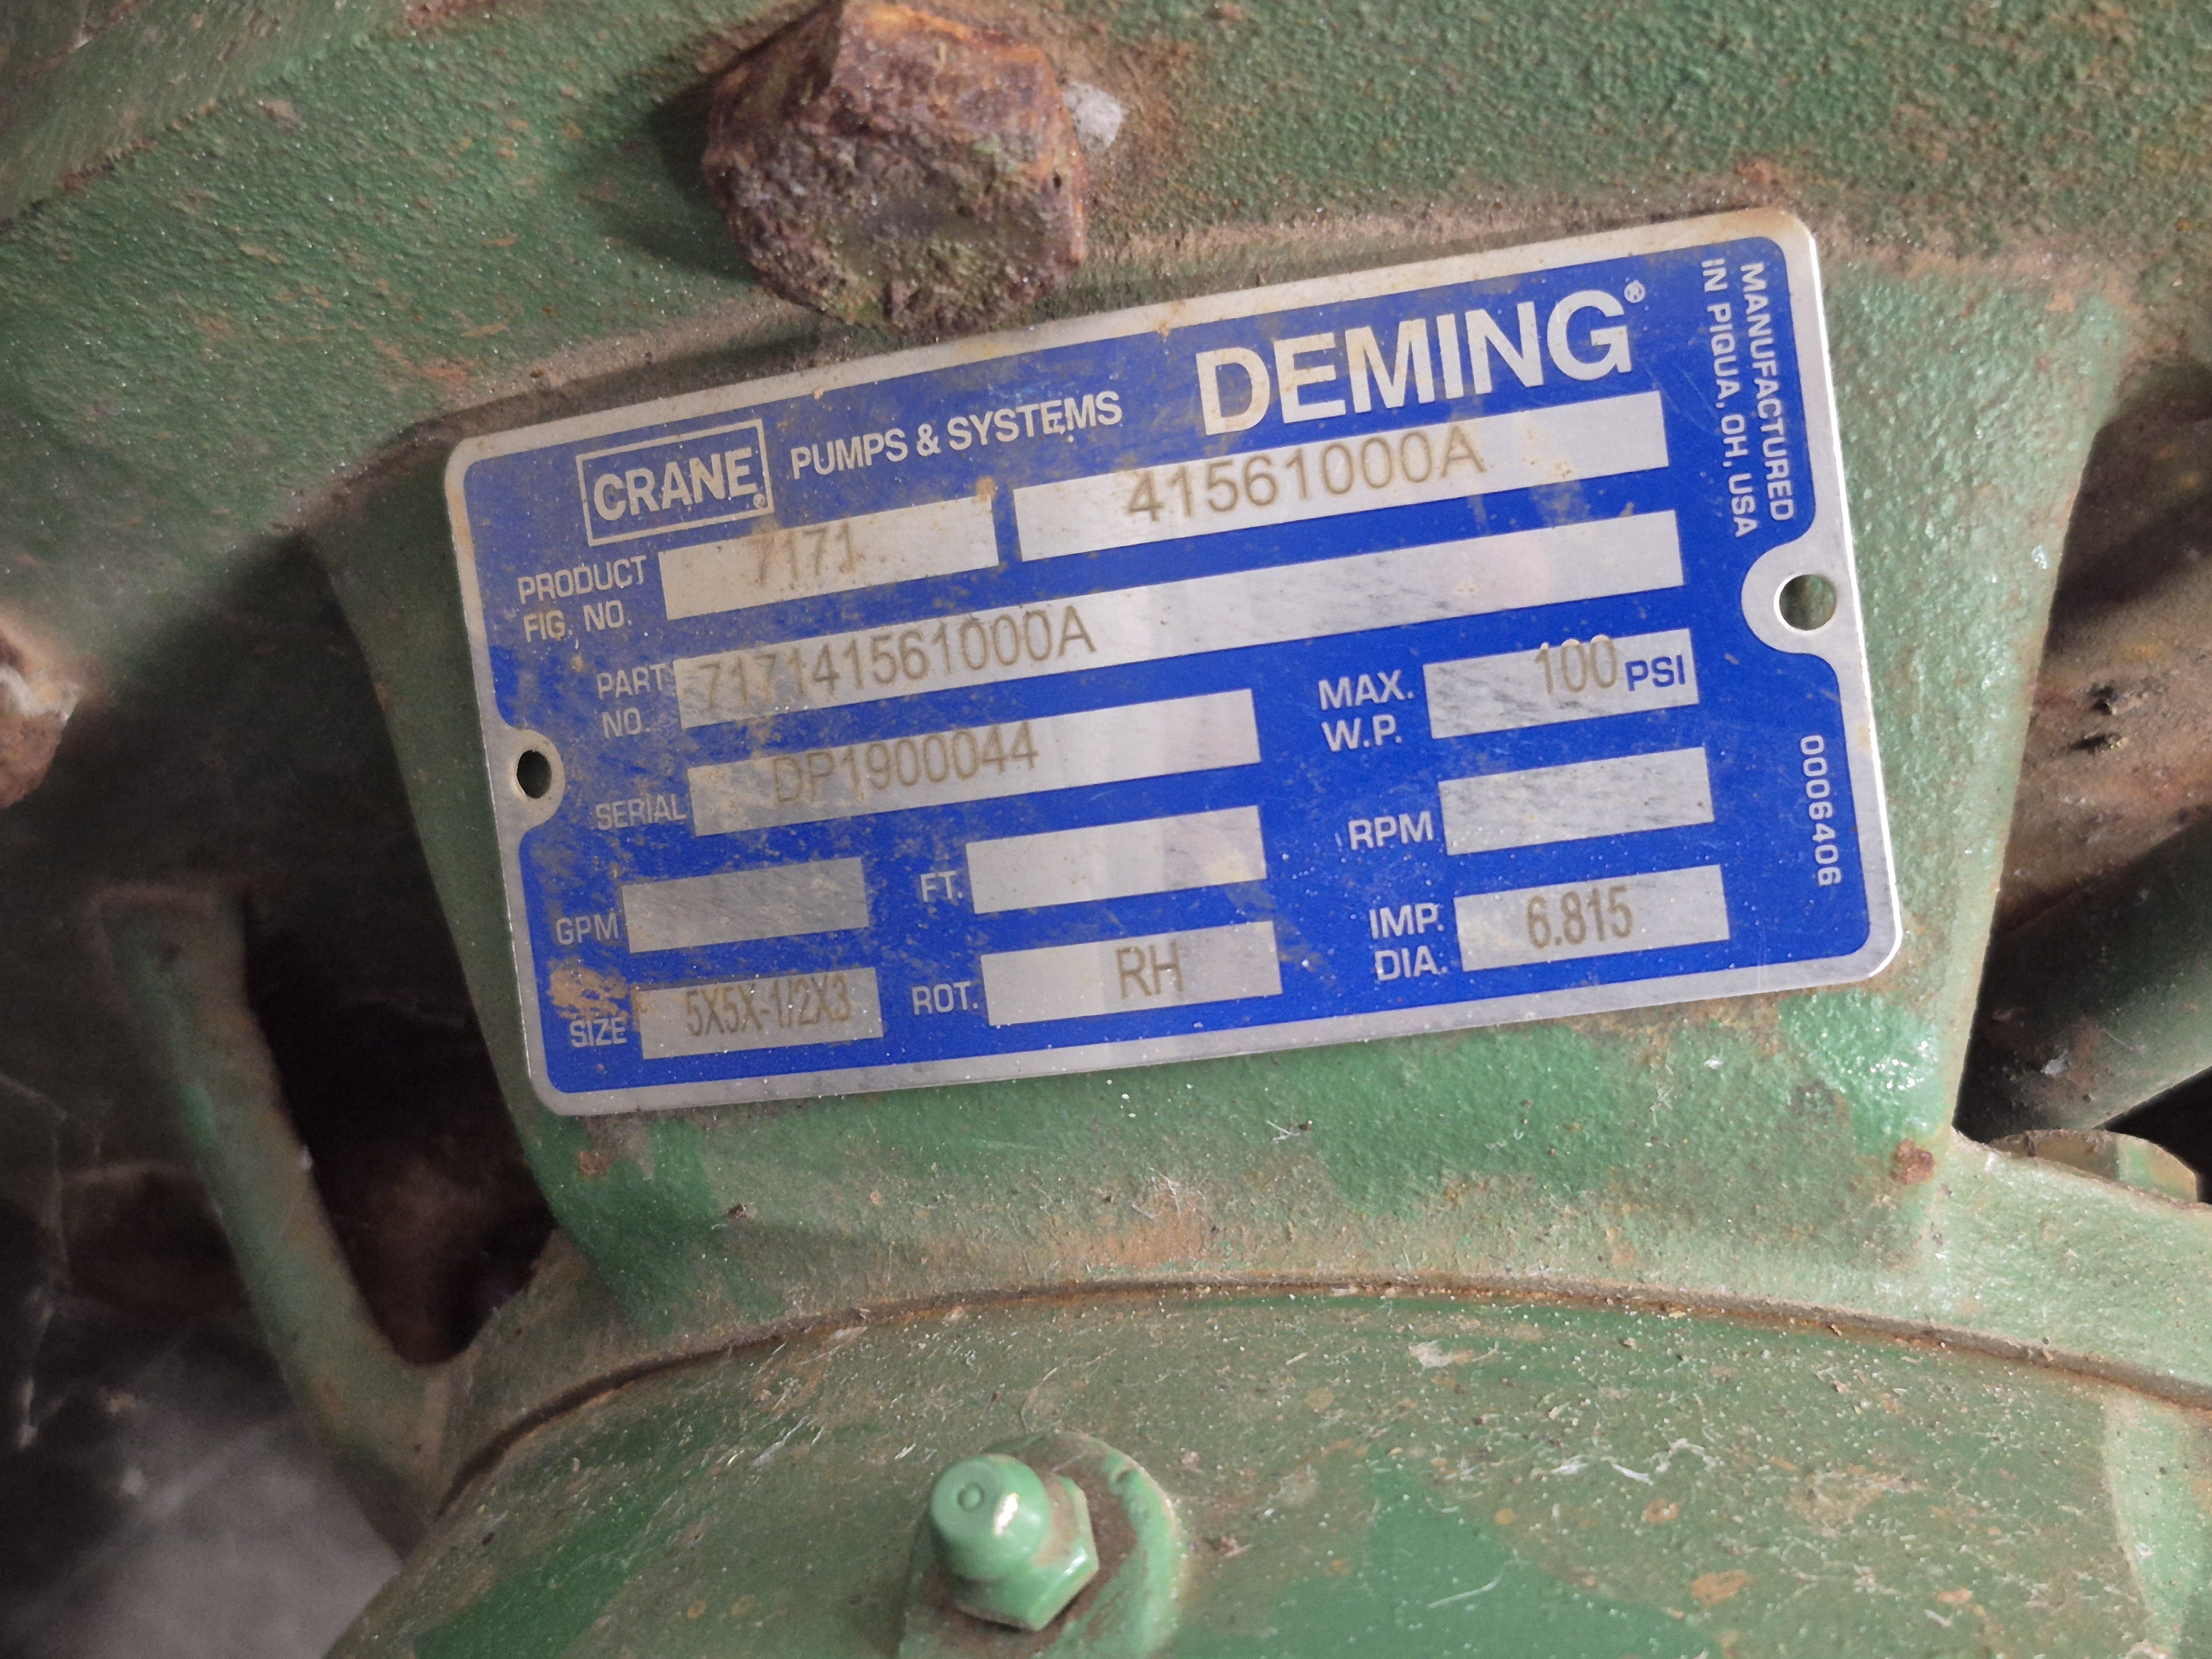 CRANE® PUMPS & SYSTEMS DEMING®
MANUFACTURED
IN PIQUA, OH, USA
PRODUCT
FIG. NO. 7171 41561000A
PART
NO. 717141561000A
SERIAL DP1900044
MAX.
W.P. 100 PSI
GPM
FT.
RPM
SIZE 5X5X-1/2X3
ROT. RH
IMP.
DIA. 6.815
0006406